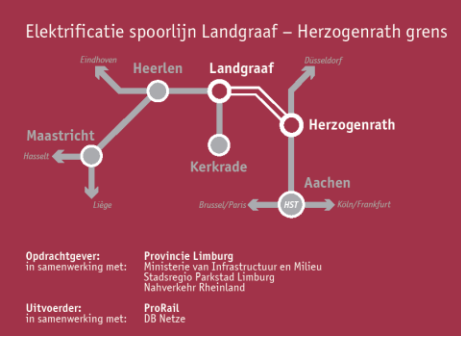 Elektrificatie spoorlijn Landgraaf – Herzogenrath grens
Eindhoven
Heerlen
Landgraaf
Düsseldorf
Maastricht
Herzogenrath
Hasselt
Kerkrade
Aachen
Liège
Brussel/Paris
HST
Köln/Frankfurt
Opdrachtgever: Provincie Limburg
in samenwerking met: Ministerie van Infrastructuur en Milieu
Stadsregio Parkstad Limburg
Nahverkehr Rheinland
Uitvoerder: ProRail
in samenwerking met: DB Netze